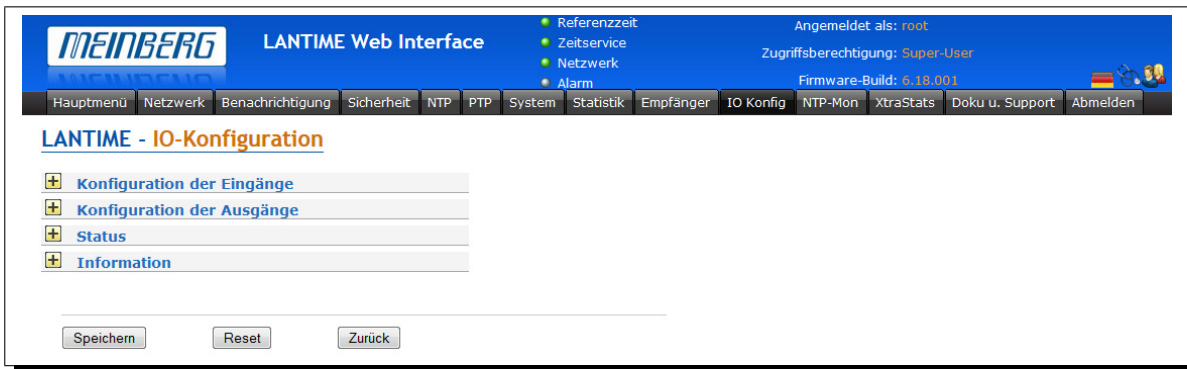 MEINBERG
LANTIME Web Interface
Referenzzeit
Zeitservice
Netzwerk
Alarm
Angemeldet als: root
Zugriffsberechtigung: Super-User
Firmware-Build: 6.18.001
Hauptmenü Netzwerk Benachrichtigung Sicherheit NTP PTP System Statistik Empfänger IO Konfig NTP-Mon XtraStats Doku u. Support Abmelden
LANTIME - IO-Konfiguration
Konfiguration der Eingänge
Konfiguration der Ausgänge
Status
Information
Speichern Reset Zurück